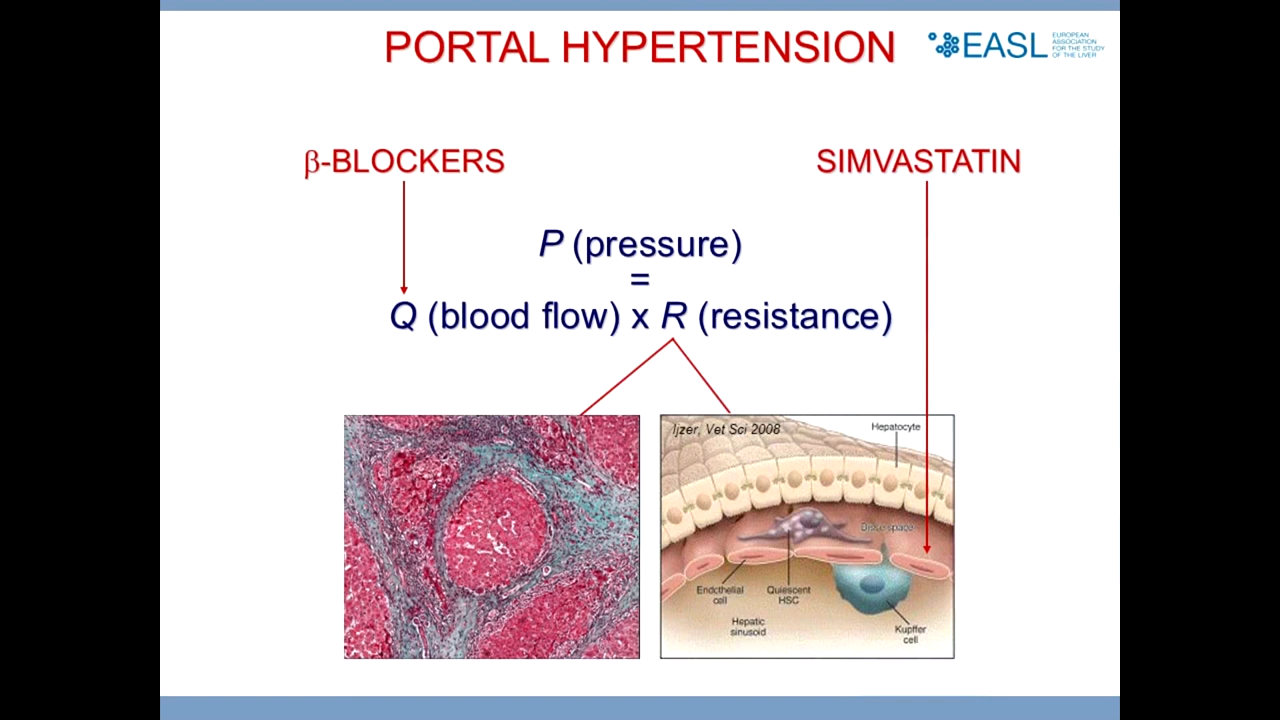 PORTAL HYPERTENSION
EASL
EUROPEAN
ASSOCIATION
FOR THE STUDY
OF THE LIVER
β-BLOCKERS
SIMVASTATIN
P (pressure)
=
Q (blood flow) x R (resistance)
Ijzer, Vet Sci 2008
Hepatocyte
Disse space
Endothelial
cell
Quiescent
HSC
Hepatic
sinusoid
Kupffer
cell